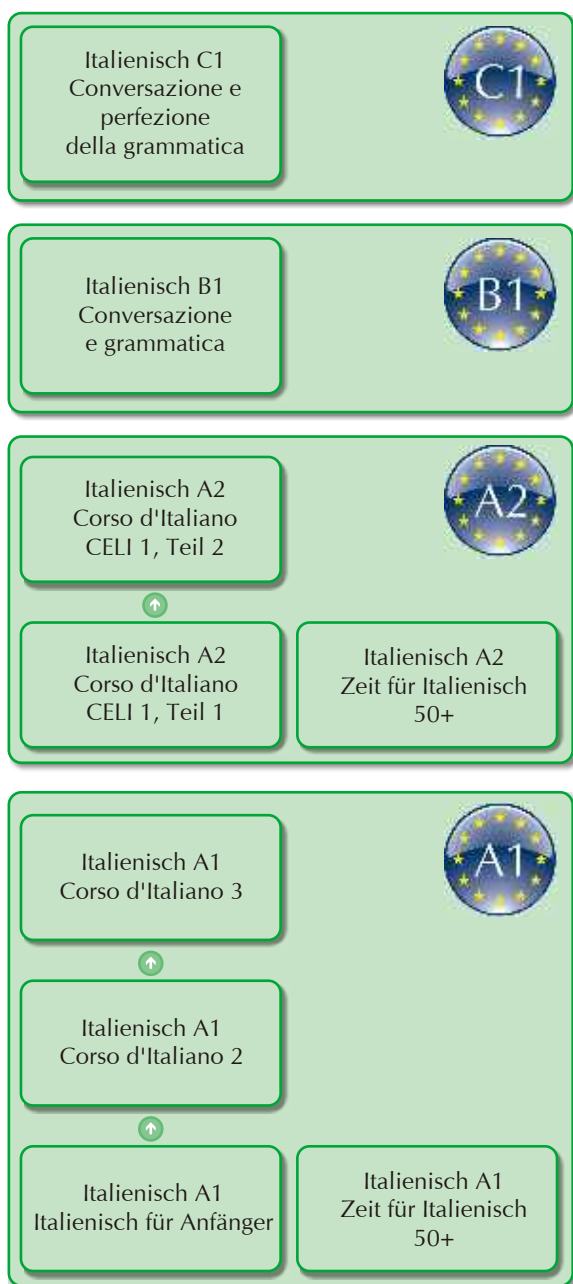 Italienisch C1
Conversazione e
perfezione
della grammatica
C1
Italienisch B1
Conversazione
e grammatica
B1
Italienisch A2
Corso d'Italiano
CELI 1, Teil 2
A2
Italienisch A2
Corso d'Italiano
CELI 1, Teil 1
Italienisch A2
Zeit für Italienisch
50+
Italienisch A1
Corso d'Italiano 3
A1
Italienisch A1
Corso d'Italiano 2
Italienisch A1
Italienisch für Anfänger
Italienisch A1
Zeit für Italienisch
50+